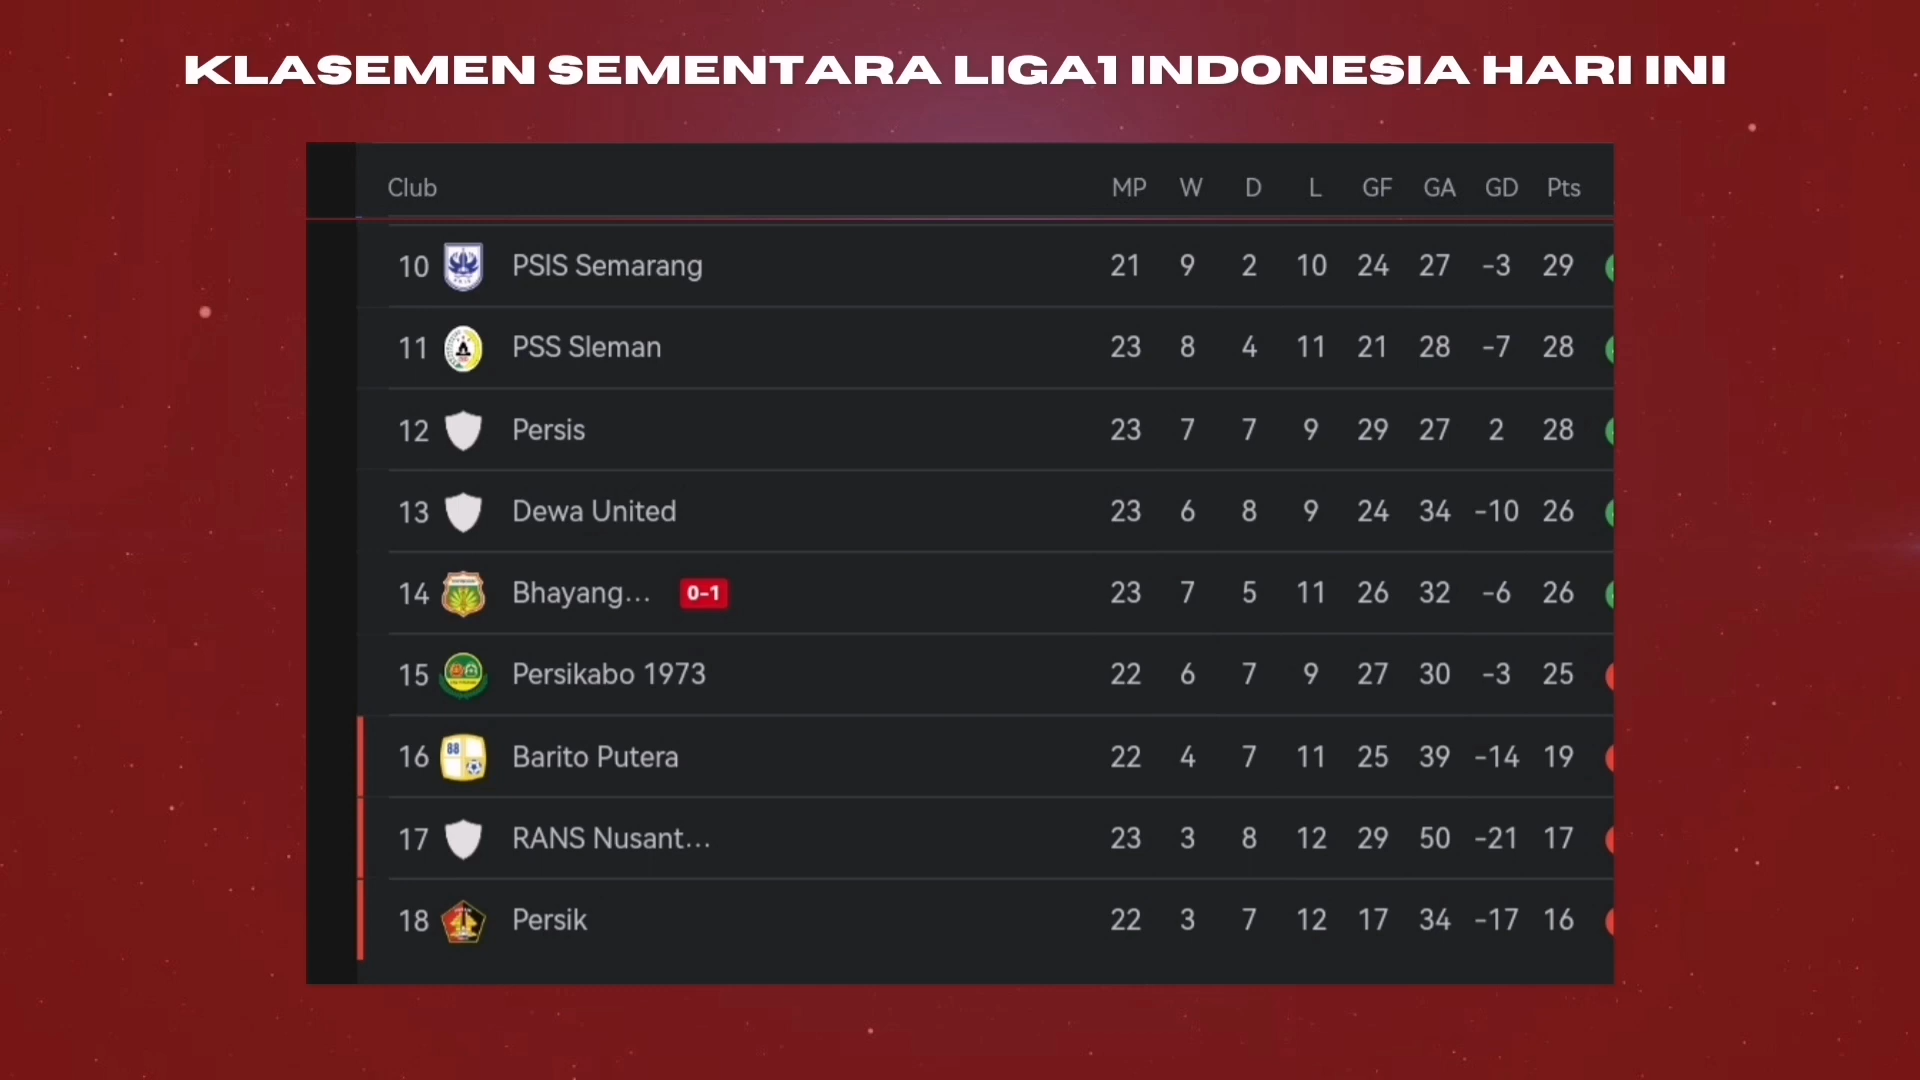 KLASEMEN SEMENTARA LIGA1 INDONESIA HARI INI
Club MP W D L GF GA GD Pts
10 PSIS Semarang 21 9 2 10 24 27 -3 29
11 PSS Sleman 23 8 4 11 21 28 -7 28
12 Persis 23 7 7 9 29 27 2 28
13 Dewa United 23 6 8 9 24 34 -10 26
14 Bhayang... 0-1 23 7 5 11 26 32 -6 26
15 Persikabo 1973 22 6 7 9 27 30 -3 25
16 88 Barito Putera 22 4 7 11 25 39 -14 19
17 RANS Nusant... 23 3 8 12 29 50 -21 17
18 Persik 22 3 7 12 17 34 -17 16